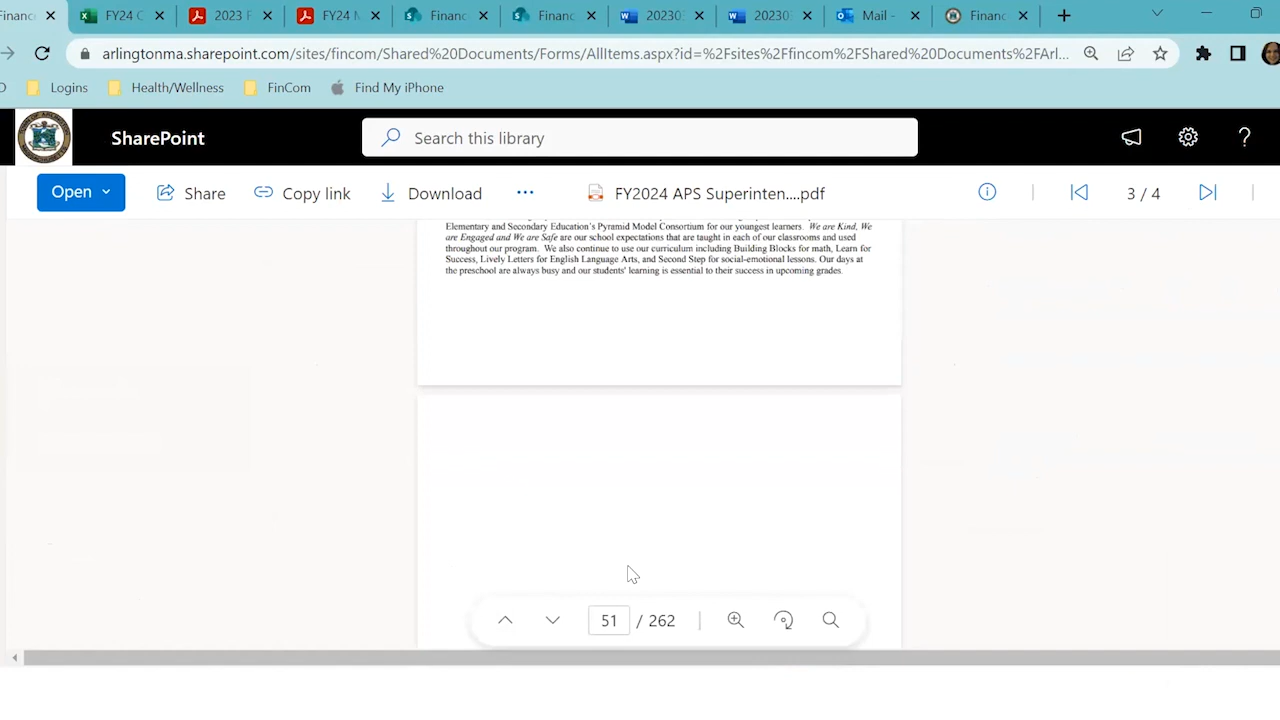 Financ
FY24 C
2023 F
FY24 M
Financ
Financ
20230
20230
Mail -
Financ
arlingtonma.sharepoint.com/sites/fincom/Shared%20Documents/Forms/AllItems.aspx?id=%2Fsites%2Ffincom%2FShared%20Documents%2FArl...
Logins
Health/Wellness
FinCom
Find My iPhone
SharePoint
Search this library
Open
Share
Copy link
Download
FY2024 APS Superinten....pdf
3 / 4
Elementary and Secondary Education's Pyramid Model Consortium for our youngest learners. We are Kind, We
are Engaged and We are Safe are our school expectations that are taught in each of our classrooms and used
throughout our program. We also continue to use our curriculum including Building Blocks for math, Learn for
Success, Lively Letters for English Language Arts, and Second Step for social-emotional lessons. Our days at
the preschool are always busy and our students' learning is essential to their success in upcoming grades.
51 / 262